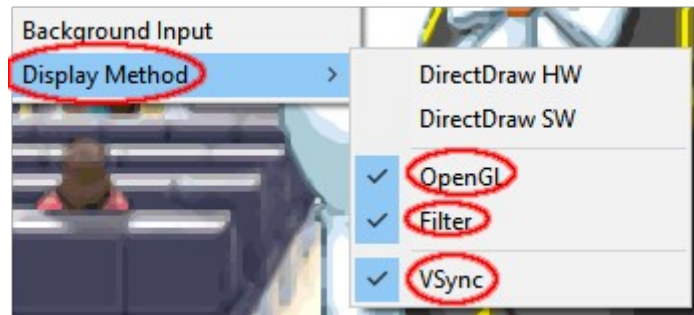 Background Input
Display Method
DirectDraw HW
DirectDraw SW
OpenGL
Filter
VSync